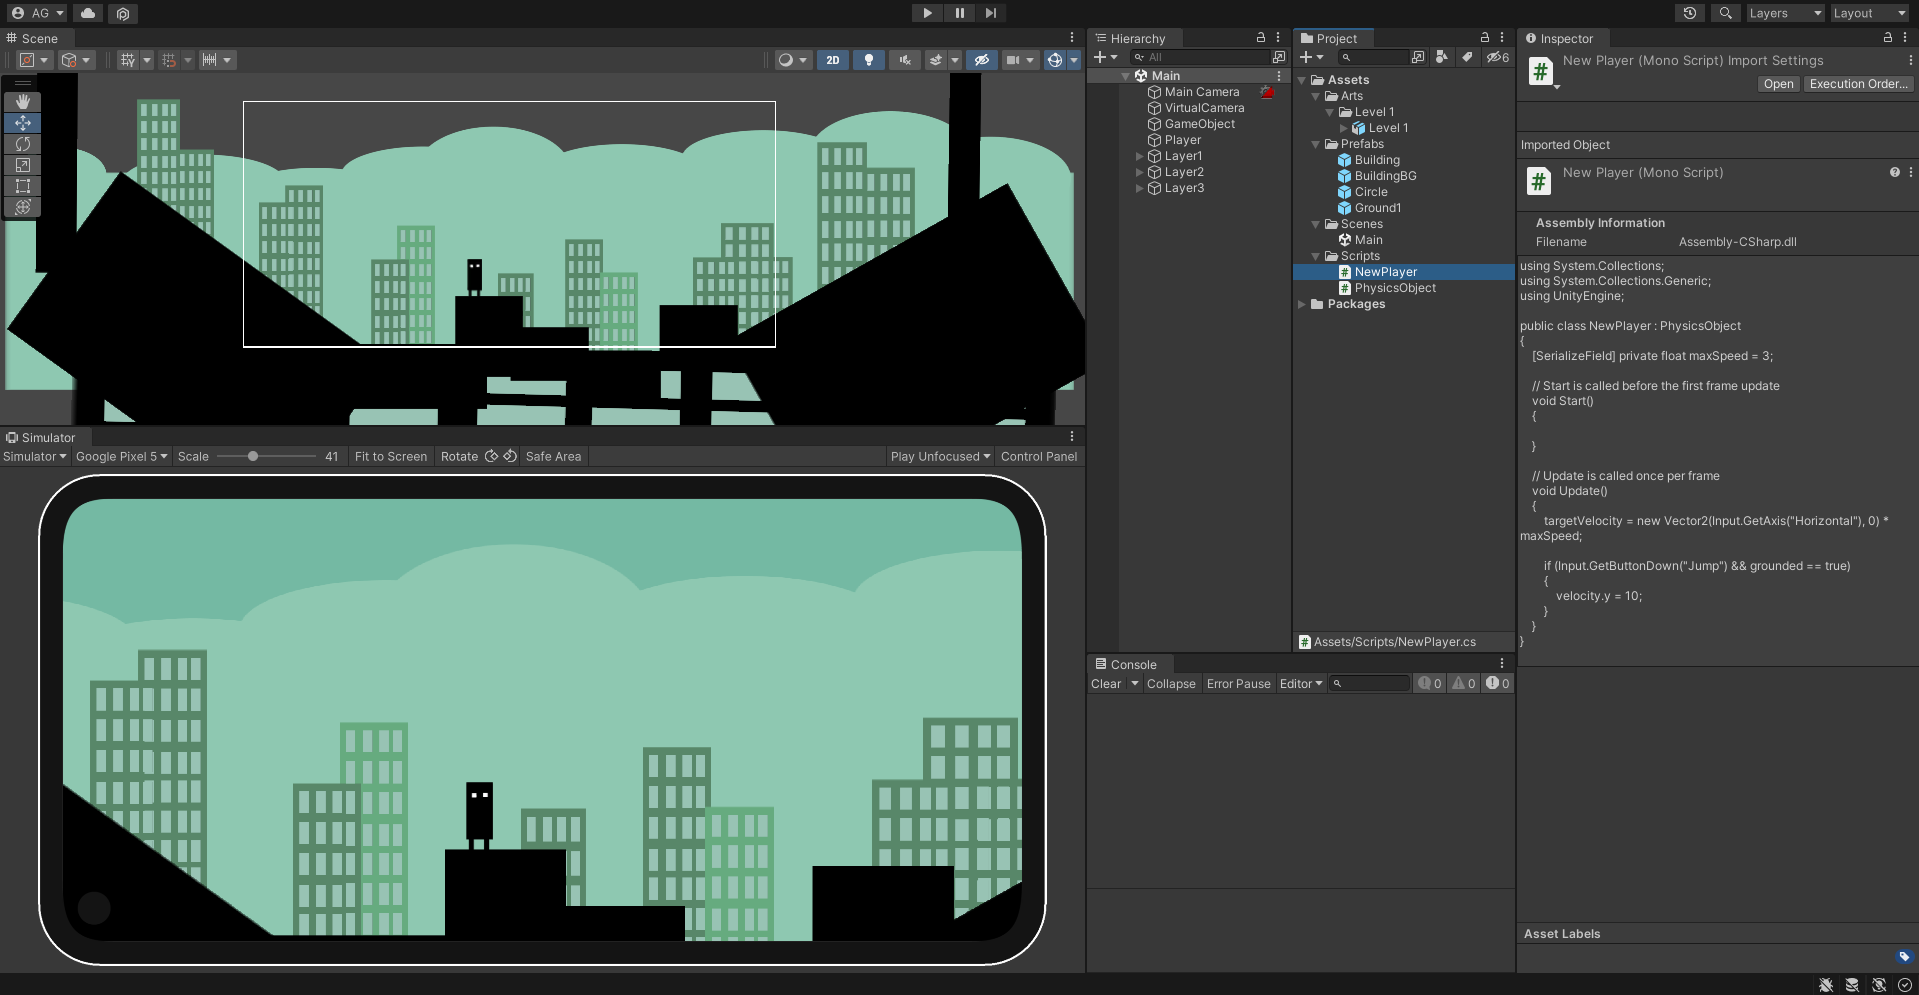 AG
Layers
Layout
Scene
2D
Hierarchy
All
Main
Main Camera
VirtualCamera
GameObject
Player
Layer1
Layer2
Layer3
Project
6
Assets
Arts
Level 1
Level 1
Prefabs
Building
BuildingBG
Circle
Ground1
Scenes
Main
Scripts
NewPlayer
PhysicsObject
Packages
Assets/Scripts/NewPlayer.cs
Inspector
New Player (Mono Script) Import Settings
Open
Execution Order...
Imported Object
New Player (Mono Script)
Assembly Information
Filename Assembly-CSharp.dll
using System.Collections;
using System.Collections.Generic;
using UnityEngine;
public class NewPlayer : PhysicsObject
{
[SerializeField] private float maxSpeed = 3;
// Start is called before the first frame update
void Start()
{
}
// Update is called once per frame
void Update()
{
targetVelocity = new Vector2(Input.GetAxis("Horizontal"), 0) *
maxSpeed;
if (Input.GetButtonDown("Jump") && grounded == true)
{
velocity.y = 10;
}
}
}
Asset Labels
Simulator
Simulator Google Pixel 5 Scale 41 Fit to Screen Rotate Safe Area Play Unfocused Control Panel
Console
Clear Collapse Error Pause Editor 0 0 0